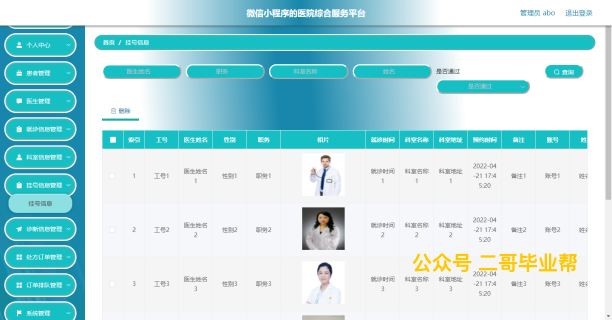 微信小程序的医院综合服务平台
管理员 abo 退出登录
个人中心
患者管理
医生管理
就诊信息管理
科室信息管理
挂号信息管理
挂号信息
诊断信息管理
处方订单管理
订单排队管理
系统管理
首页 / 挂号信息
医生姓名 职务 科室名称 姓名 是否通过 查询
是否通过
删除
索引 工号 医生姓名 性别 职务 相片 就诊时间 科室名称 科室地址 预约时间 备注 账号 姓
1 工号1 医生姓名1 性别1 职务1 就诊时间1 科室名称1 科室地址1 2022-04-21 17:45:20 备注1 账号1 姓名
2 工号2 医生姓名2 性别2 职务2 就诊时间2 科室名称2 科室地址2 2022-04-21 17:45:20 备注2 账号2 姓名
3 工号3 医生姓名3 性别3 职务3 就诊时间3 科室名称3 科室地址3 2022-04-21 17:45:20 备注3 账号3 姓名
公众号 二哥毕业帮